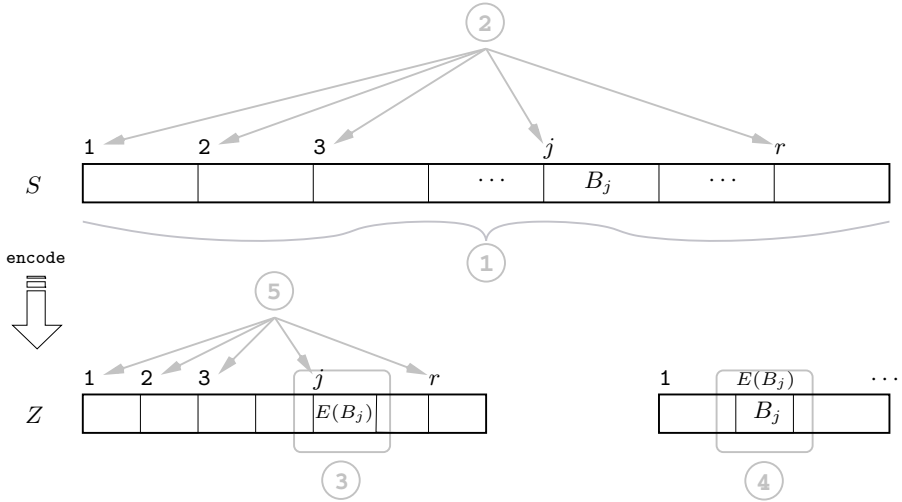 2
1 2 3 j r
S ··· B_j ···
1
encode
5
1 2 3 j r 1 E(B_j) ···
Z E(B_j) B_j
3 4